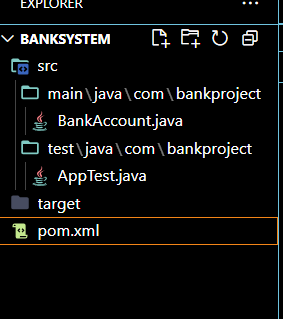 EXPLORER
BANKSYSTEM
src
main\java\com\bankproject
BankAccount.java
test\java\com\bankproject
AppTest.java
target
pom.xml